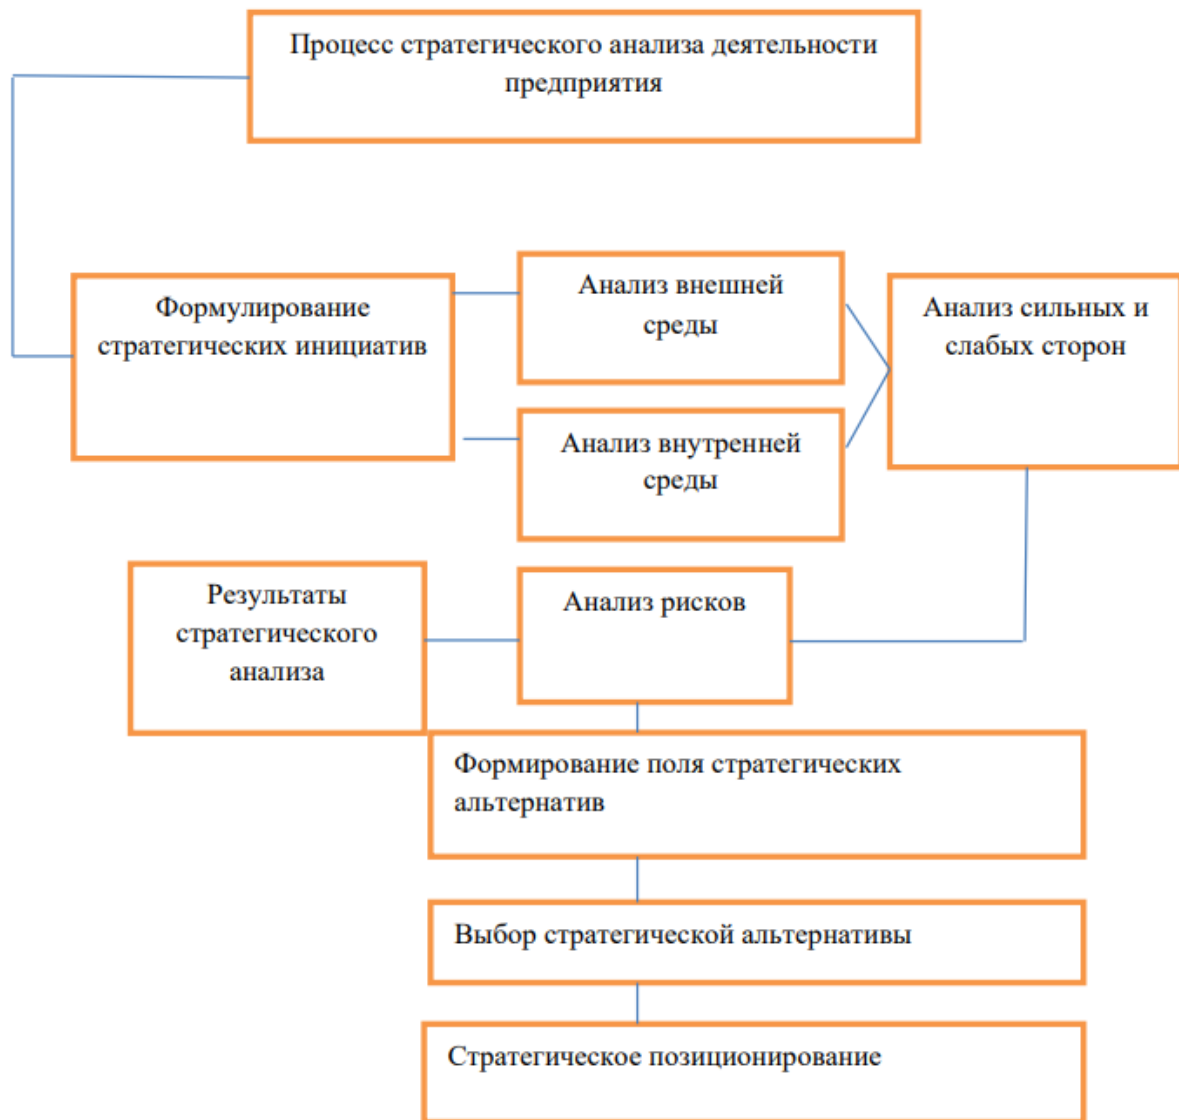 Процесс стратегического анализа деятельности
предприятия
Формулирование
стратегических инициатив
Анализ внешней
среды
Анализ внутренней
среды
Анализ сильных и
слабых сторон
Результаты
стратегического
анализа
Анализ рисков
Формирование поля стратегических
альтернатив
Выбор стратегической альтернативы
Стратегическое позиционирование